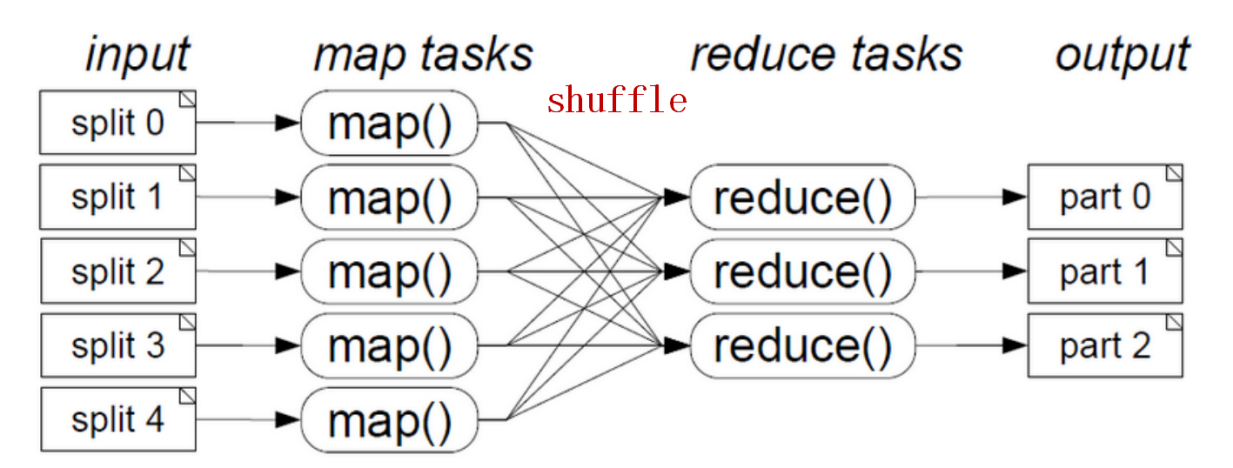 input map tasks reduce tasks output
shuffle
split 0 map()
split 1 map() reduce() part 0
split 2 map() reduce() part 1
split 3 map() reduce() part 2
split 4 map()